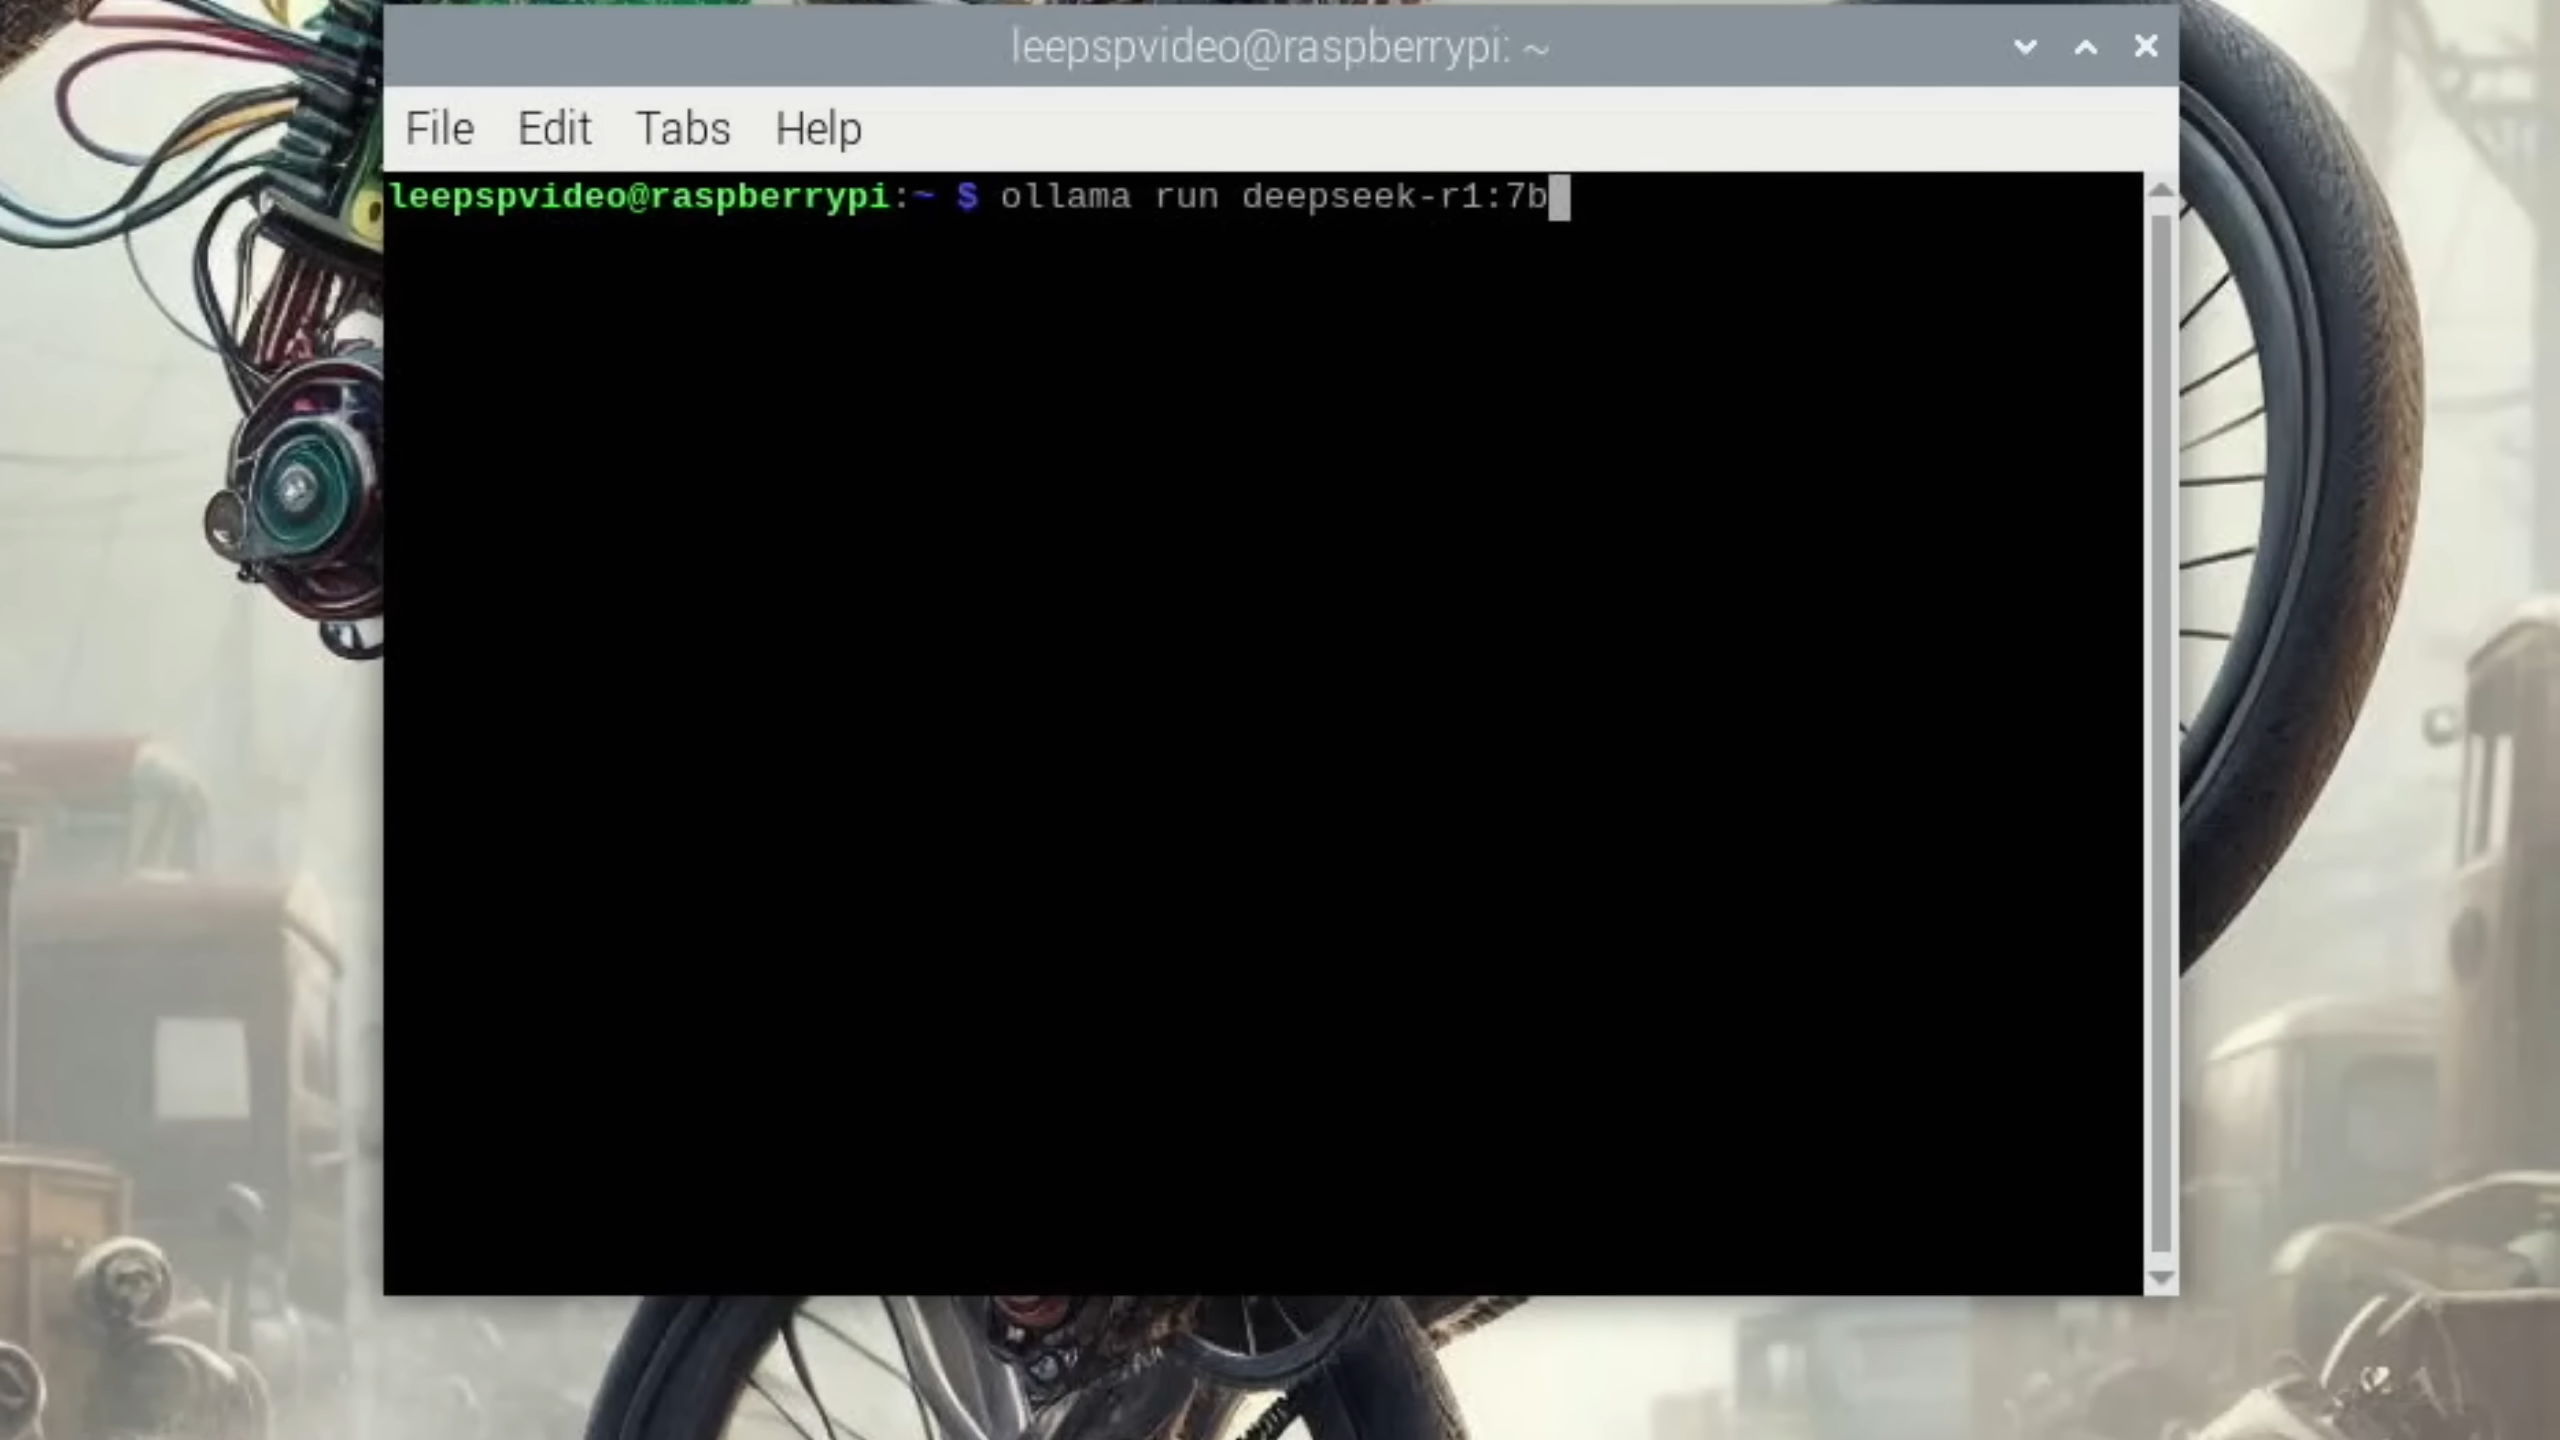 leepspvideo@raspberrypi: ~
File Edit Tabs Help
leepspvideo@raspberrypi:~ $ ollama run deepseek-r1:7b